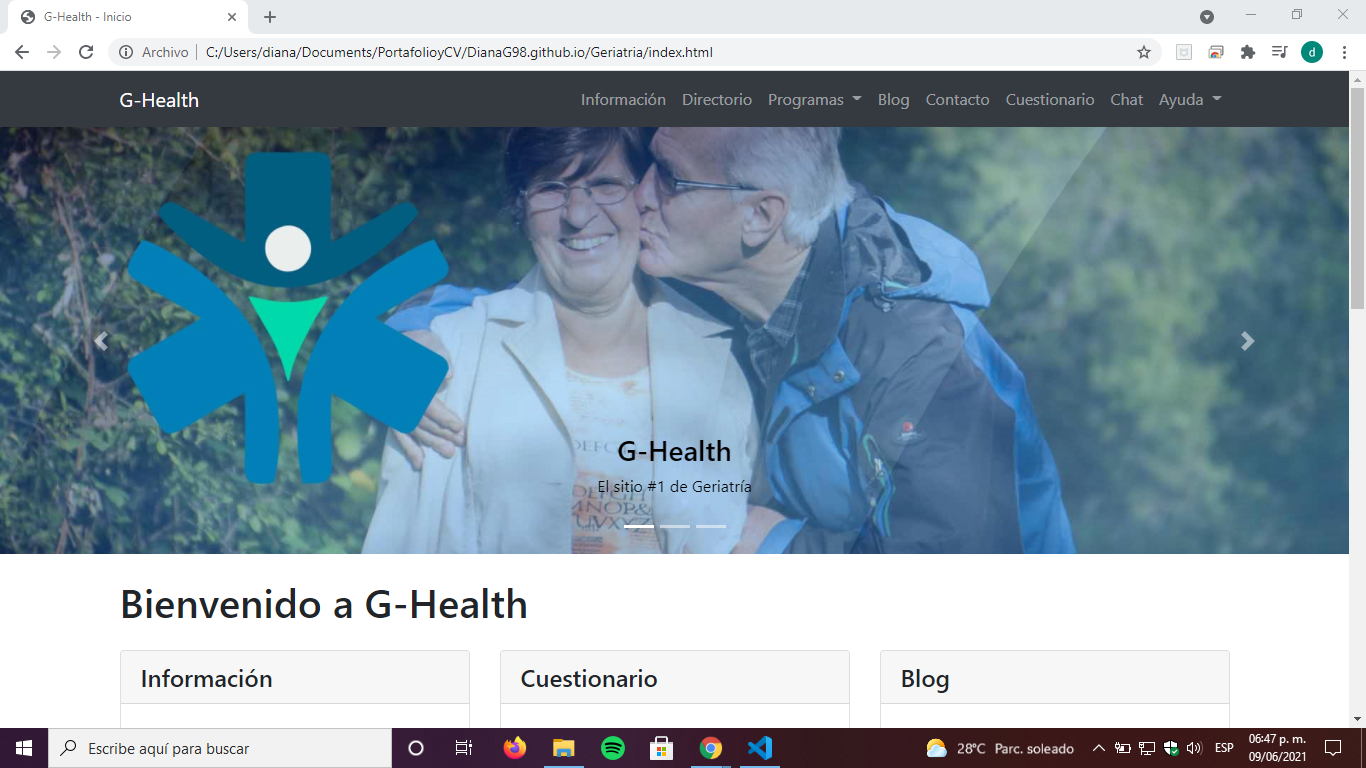 G-Health - Inicio
Archivo
C:/Users/diana/Documents/PortafolioyCV/DianaG98.github.io/Geriatria/index.html
d
G-Health
Información Directorio Programas Blog Contacto Cuestionario Chat Ayuda
G-Health
El sitio #1 de Geriatría
Bienvenido a G-Health
Información
Cuestionario
Blog
Escribe aquí para buscar
28°C Parc. soleado
ESP
06:47 p. m.
09/06/2021